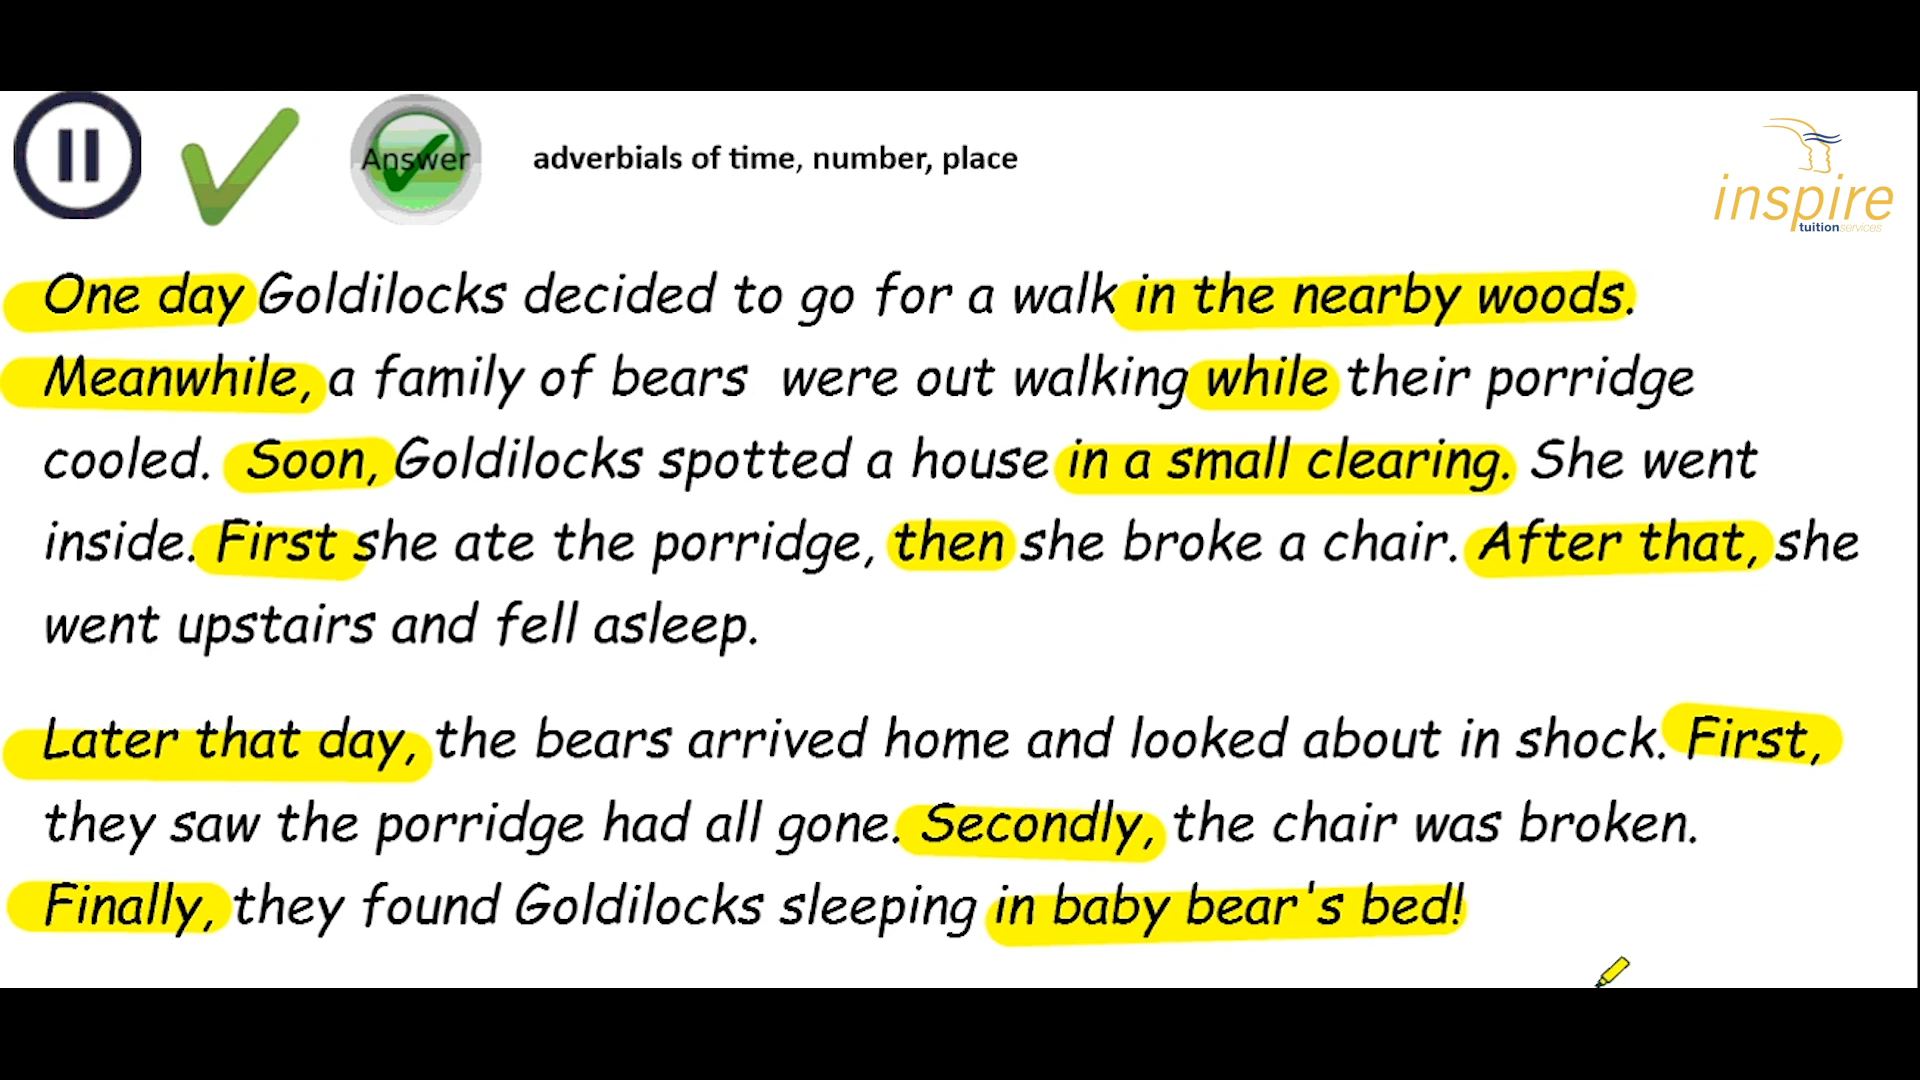 Answer
adverbials of time, number, place
inspire
tuitionservices
One day Goldilocks decided to go for a walk in the nearby woods.
Meanwhile, a family of bears were out walking while their porridge
cooled. Soon, Goldilocks spotted a house in a small clearing. She went
inside. First she ate the porridge, then she broke a chair. After that, she
went upstairs and fell asleep.
Later that day, the bears arrived home and looked about in shock. First,
they saw the porridge had all gone. Secondly, the chair was broken.
Finally, they found Goldilocks sleeping in baby bear's bed!